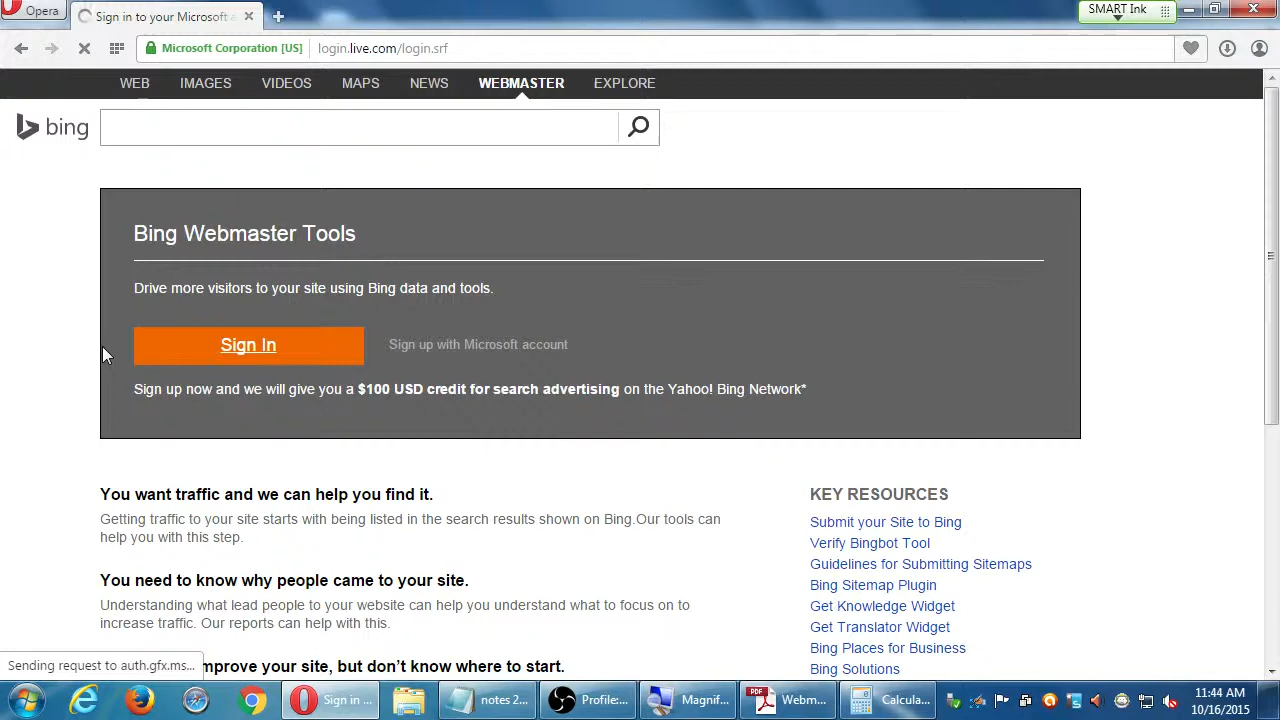 Opera
Sign in to your Microsoft a
SMART Ink
Microsoft Corporation [US]
login.live.com/login.srf
WEB IMAGES VIDEOS MAPS NEWS WEBMASTER EXPLORE
bing
Bing Webmaster Tools
Drive more visitors to your site using Bing data and tools.
Sign In
Sign up with Microsoft account
Sign up now and we will give you a $100 USD credit for search advertising on the Yahoo! Bing Network*
You want traffic and we can help you find it.
Getting traffic to your site starts with being listed in the search results shown on Bing.Our tools can
help you with this step.
You need to know why people came to your site.
Understanding what lead people to your website can help you understand what to focus on to
increase traffic. Our reports can help with this.
improve your site, but don't know where to start.
KEY RESOURCES
Submit your Site to Bing
Verify Bingbot Tool
Guidelines for Submitting Sitemaps
Bing Sitemap Plugin
Get Knowledge Widget
Get Translator Widget
Bing Places for Business
Bing Solutions
Sending request to auth.gfx.ms...
Sign in ...
notes 2...
Profile:...
Magnif...
PDF
Webm...
Calcula...
11:44 AM
10/16/2015